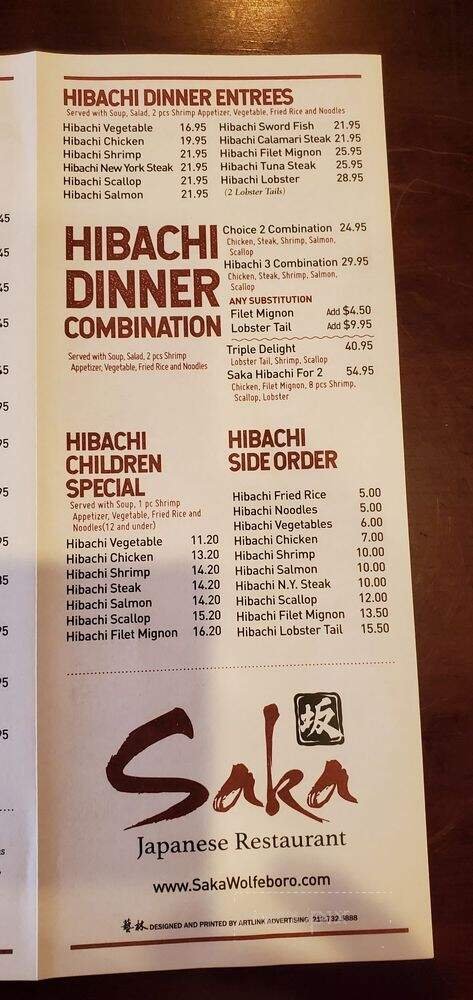 HIBACHI DINNER ENTREES
Served with Soup, Salad, 2 pcs Shrimp Appetizer, Vegetable, Fried Rice and Noodles
Hibachi Vegetable 16.95
Hibachi Chicken 19.95
Hibachi Shrimp 21.95
Hibachi New York Steak 21.95
Hibachi Scallop 21.95
Hibachi Salmon 21.95
Hibachi Sword Fish 21.95
Hibachi Calamari Steak 21.95
Hibachi Filet Mignon 25.95
Hibachi Tuna Steak 25.95
Hibachi Lobster 28.95
(2 Lobster Tails)
HIBACHI
DINNER
COMBINATION
Served with Soup, Salad, 2 pcs Shrimp
Appetizer, Vegetable, Fried Rice and Noodles
Choice 2 Combination 24.95
Chicken, Steak, Shrimp, Salmon,
Scallop
Hibachi 3 Combination 29.95
Chicken, Steak, Shrimp, Salmon,
Scallop
ANY SUBSTITUTION
Filet Mignon Add $4.50
Lobster Tail Add $9.95
Triple Delight 40.95
Lobster Tail, Shrimp, Scallop
Saka Hibachi For 2 54.95
Chicken, Filet Mignon, 8 pcs Shrimp,
Scallop, Lobster
HIBACHI
CHILDREN
SPECIAL
Served with Soup, 1 pc Shrimp
Appetizer, Vegetable, Fried Rice and
Noodles(12 and under)
Hibachi Vegetable 11.20
Hibachi Chicken 13.20
Hibachi Shrimp 14.20
Hibachi Steak 14.20
Hibachi Salmon 14.20
Hibachi Scallop 15.20
Hibachi Filet Mignon 16.20
HIBACHI
SIDE ORDER
Hibachi Fried Rice 5.00
Hibachi Noodles 5.00
Hibachi Vegetables 6.00
Hibachi Chicken 7.00
Hibachi Shrimp 10.00
Hibachi Salmon 10.00
Hibachi N.Y. Steak 10.00
Hibachi Scallop 12.00
Hibachi Filet Mignon 13.50
Hibachi Lobster Tail 15.50
坂
Saka
Japanese Restaurant
www.SakaWolfeboro.com
藝林 DESIGNED AND PRINTED BY ARTLINK ADVERTISING